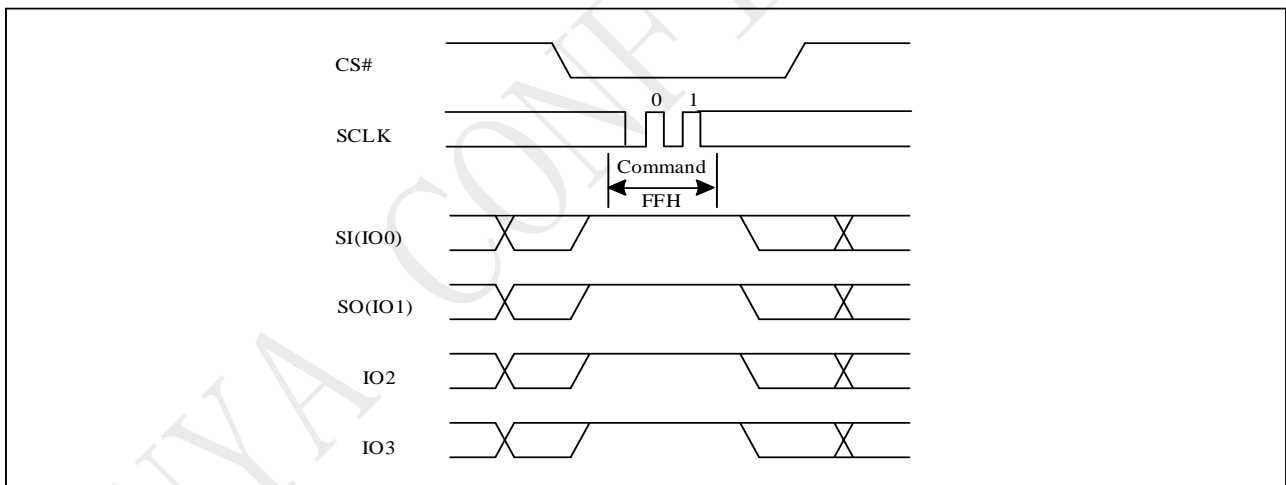 CS#
0 1
SCLK
Command
FFH
SI(IO0)
SO(IO1)
IO2
IO3